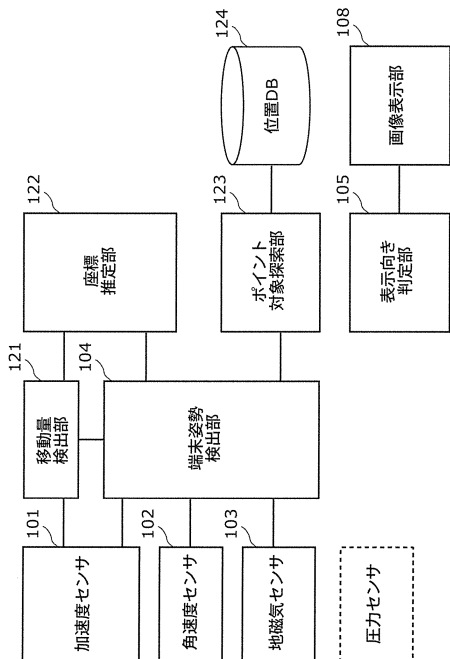 101
加速度センサ
102
角速度センサ
103
地磁気センサ
圧力センサ
121
移動量
検出部
104
端末姿勢
検出部
122
座標
推定部
123
ポイント
対象探索部
105
表示向き
判定部
124
位置DB
108
画像表示部